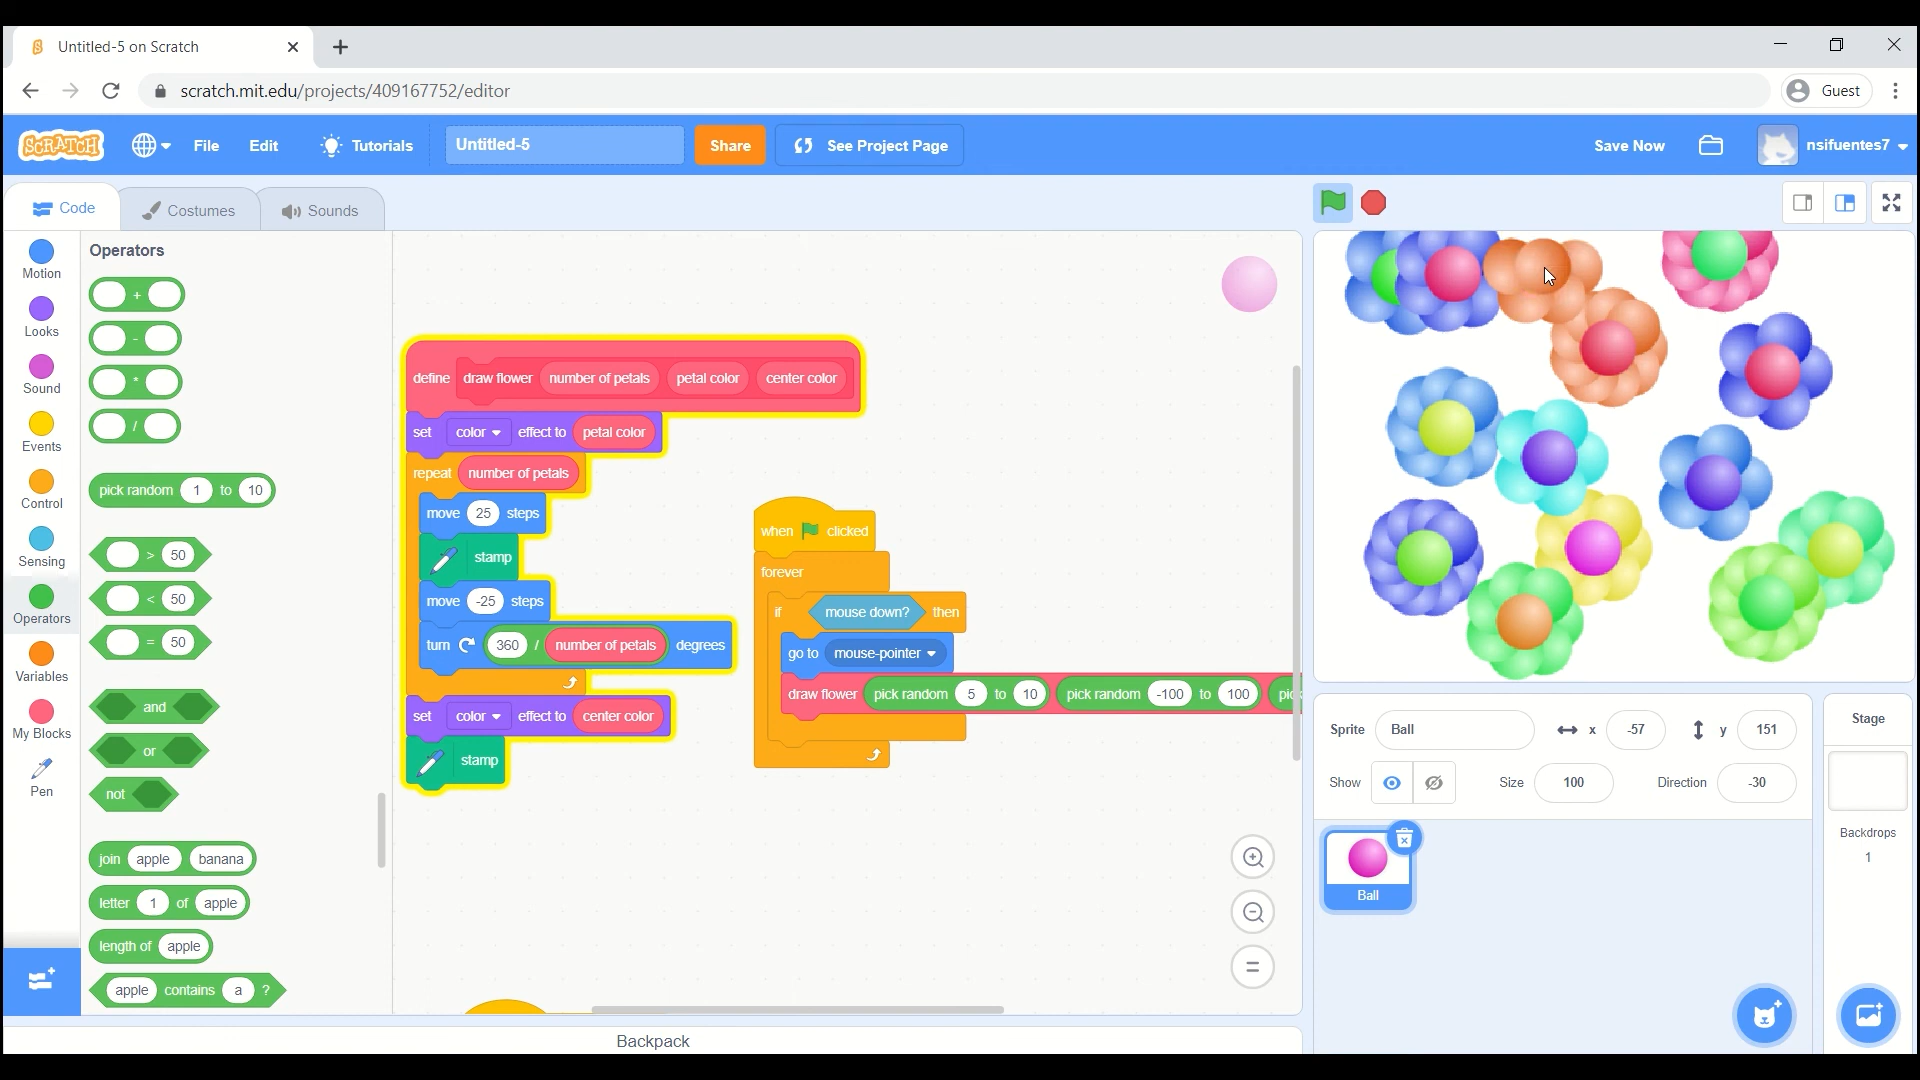 Untitled-5 on Scratch
scratch.mit.edu/projects/409167752/editor
Guest
SCRATCH
File
Edit
Tutorials
Untitled-5
Share
See Project Page
Save Now
nsifuentes7
Code
Costumes
Sounds
Motion
Looks
Sound
Events
Control
Sensing
Operators
Variables
My Blocks
Pen
Operators
+
-
*
/
pick random 1 to 10
> 50
< 50
= 50
and
or
not
join apple banana
letter 1 of apple
length of apple
apple contains a ?
define draw flower number of petals petal color center color
set color effect to petal color
repeat number of petals
move 25 steps
stamp
move -25 steps
turn 360 / number of petals degrees
set color effect to center color
stamp
when clicked
forever
if mouse down? then
go to mouse-pointer
draw flower pick random 5 to 10 pick random -100 to 100
Backpack
Sprite Ball x -57 y 151
Show Size 100 Direction -30
Ball
Stage
Backdrops
1